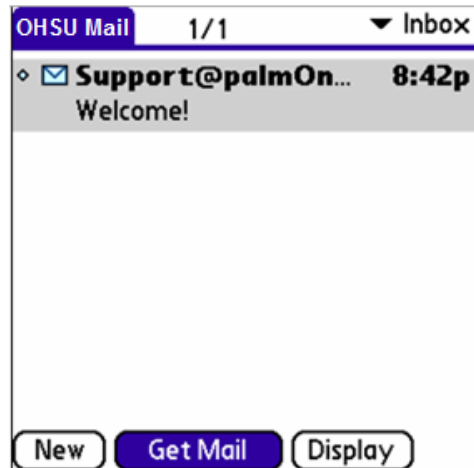 OHSU Mail 1/1 Inbox
Support@palmOn... 8:42p
Welcome!
New Get Mail Display